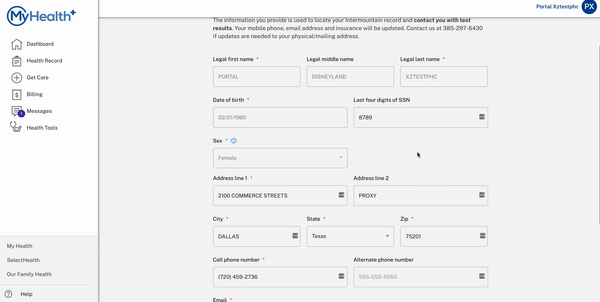 MyHealth+
Portal Xztestphc
PX
Dashboard
Health Record
Get Care
Billing
Messages
1
Health Tools
My Health
SelectHealth
Our Family Health
Help
The information you provide is used to locate your Intermountain record and contact you with test
results. Your mobile phone, email address and insurance will be updated. Contact us at 385-297-6430
if updates are needed to your physical/mailing address.
Legal first name *
Legal middle name
Legal last name *
PORTAL
DISNEYLAND
XZTESTPHC
Date of birth *
Last four digits of SSN
02/01/1960
8789
Sex *
Female
Address line 1 *
Address line 2
2100 COMMERCE STREETS
PROXY
City *
State *
Zip *
DALLAS
Texas
75201
Cell phone number *
Alternate phone number
(720) 459-2736
555-555-5555
Email *